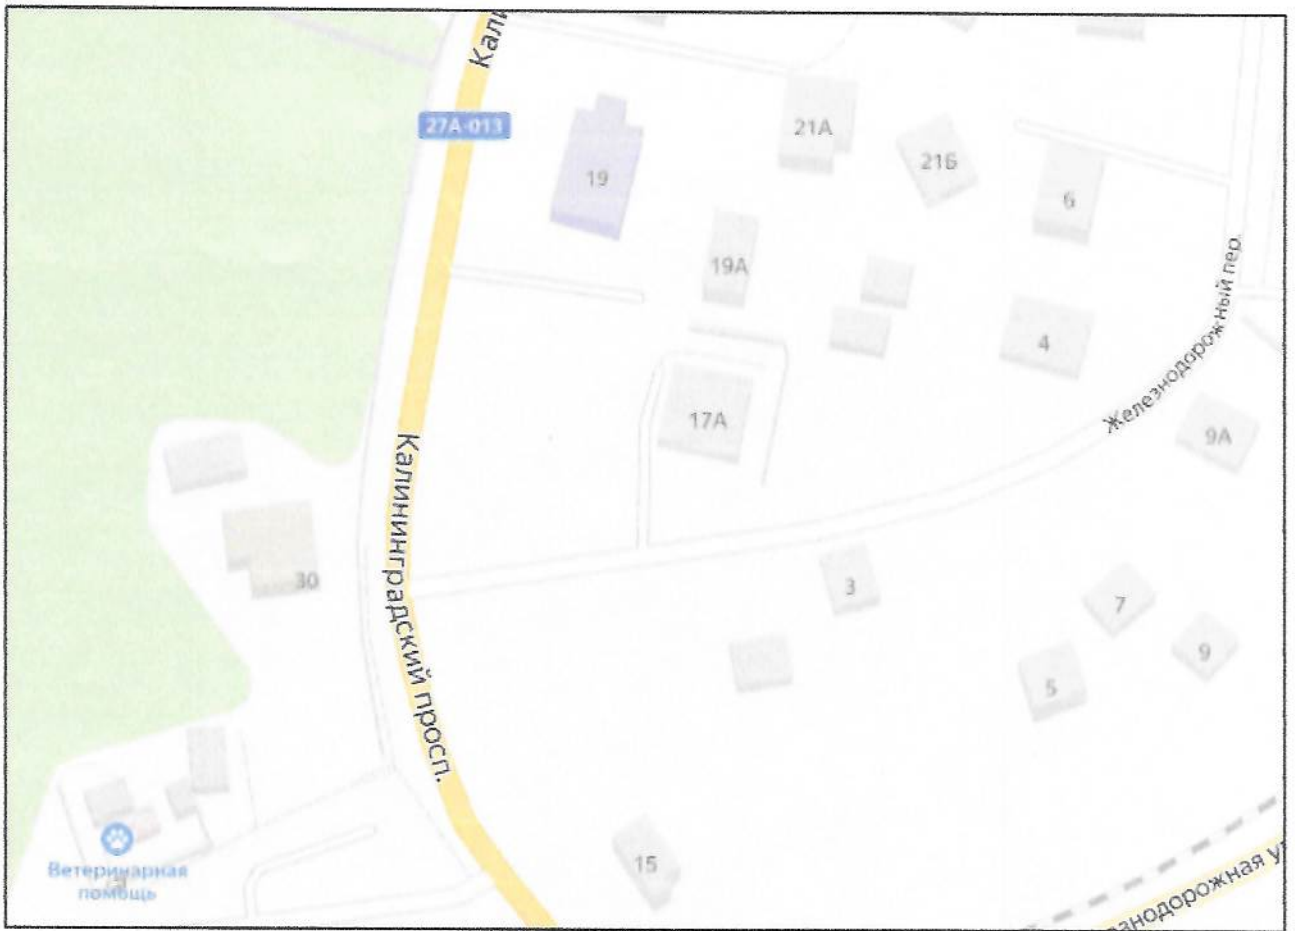 Кали
27А-013
21А
19
21Б
6
19А
Железнодорожный пер.
4
17А
9А
Калининградский просп.
30
3
7
9
5
15
Ветеринарная
помощь
знодорожная у